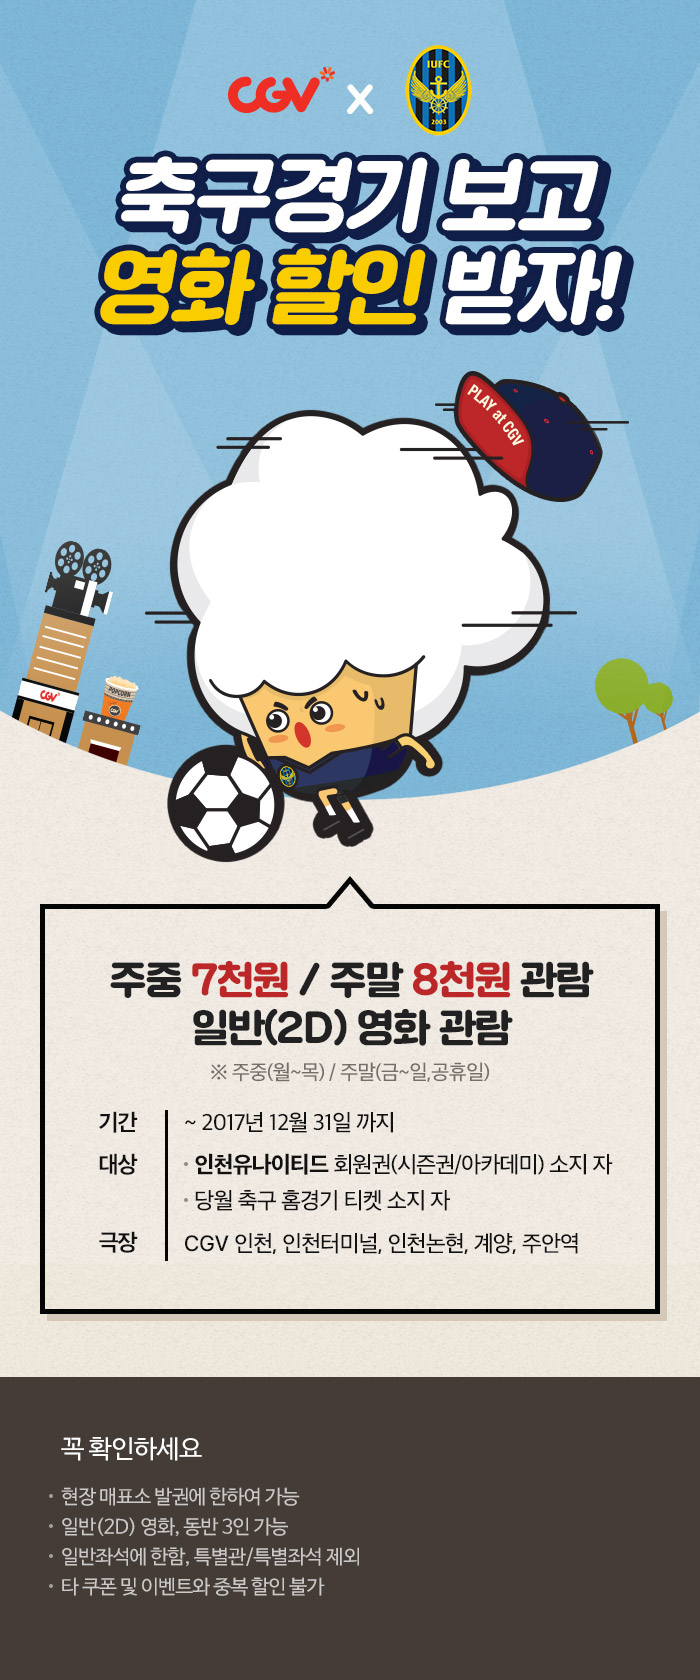 CGV x IUFC 2003
축구경기 보고
영화 할인 받자!
PLAY at CGV
CGV
POPCORN
CGV
주중 7천원 / 주말 8천원 관람
일반(2D) 영화 관람
※ 주중(월~목) / 주말(금~일,공휴일)
기간 ~ 2017년 12월 31일 까지
대상 · 인천유나이티드 회원권(시즌권/아카데미) 소지 자
· 당월 축구 홈경기 티켓 소지 자
극장 CGV 인천, 인천터미널, 인천논현, 계양, 주안역
꼭 확인하세요
· 현장 매표소 발권에 한하여 가능
· 일반(2D) 영화, 동반 3인 가능
· 일반좌석에 한함, 특별관/특별좌석 제외
· 타 쿠폰 및 이벤트와 중복 할인 불가